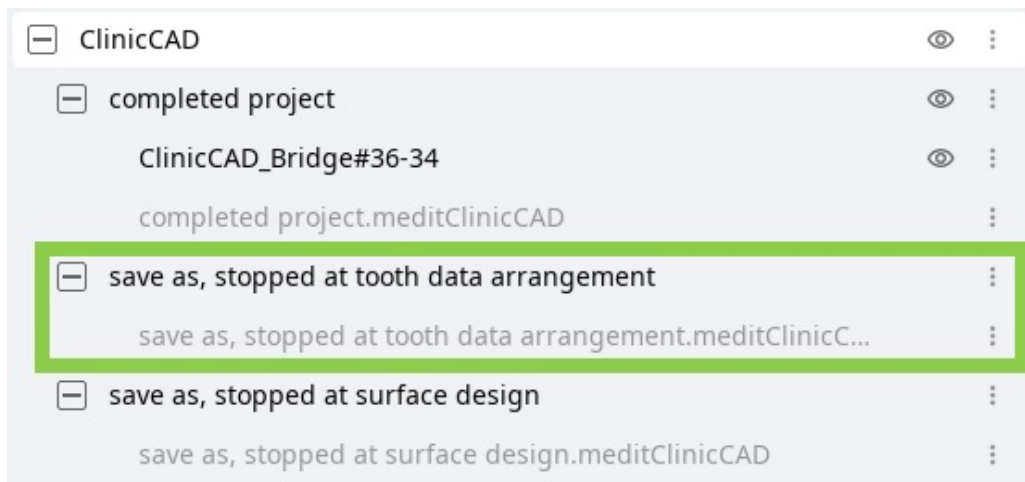 ClinicCAD
completed project
ClinicCAD_Bridge#36-34
completed project.meditClinicCAD
save as, stopped at tooth data arrangement
save as, stopped at tooth data arrangement.meditClinicC...
save as, stopped at surface design
save as, stopped at surface design.meditClinicCAD